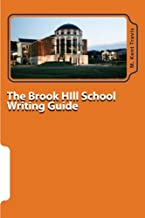 M. Kent Travis
The Brook Hill School
Writing Guide